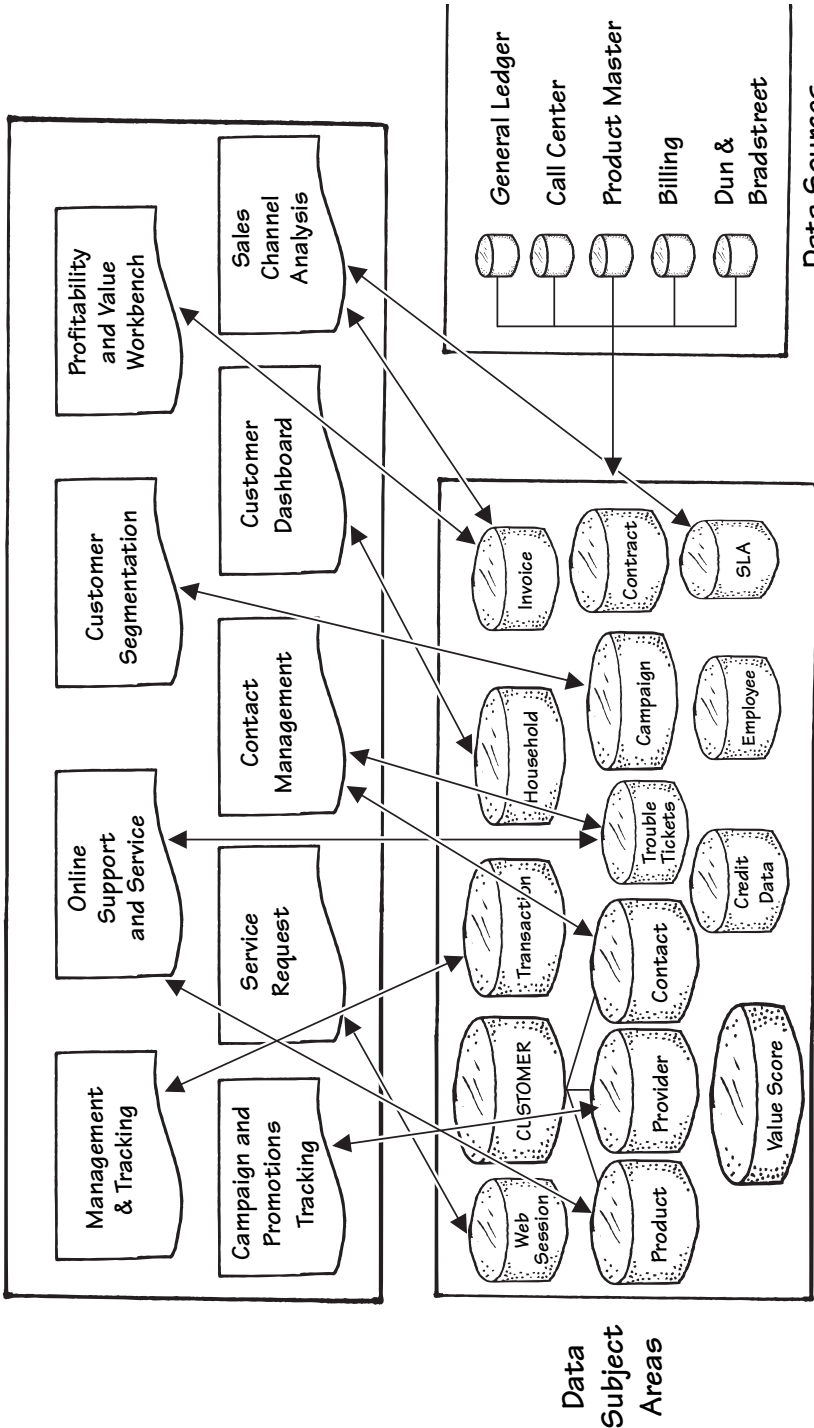 Management
& Tracking
Online
Support
and Service
Customer
Segmentation
Profitability
and Value
Workbench
Campaign and
Promotions
Tracking
Service
Request
Contact
Management
Customer
Dashboard
Sales
Channel
Analysis
Data
Subject
Areas
Web
Session
CUSTOMER
Transaction
Household
Invoice
Product
Provider
Contact
Trouble
Tickets
Campaign
Contract
Value Score
Credit
Data
Employee
SLA
General Ledger
Call Center
Product Master
Billing
Dun &
Bradstreet
Data Sources